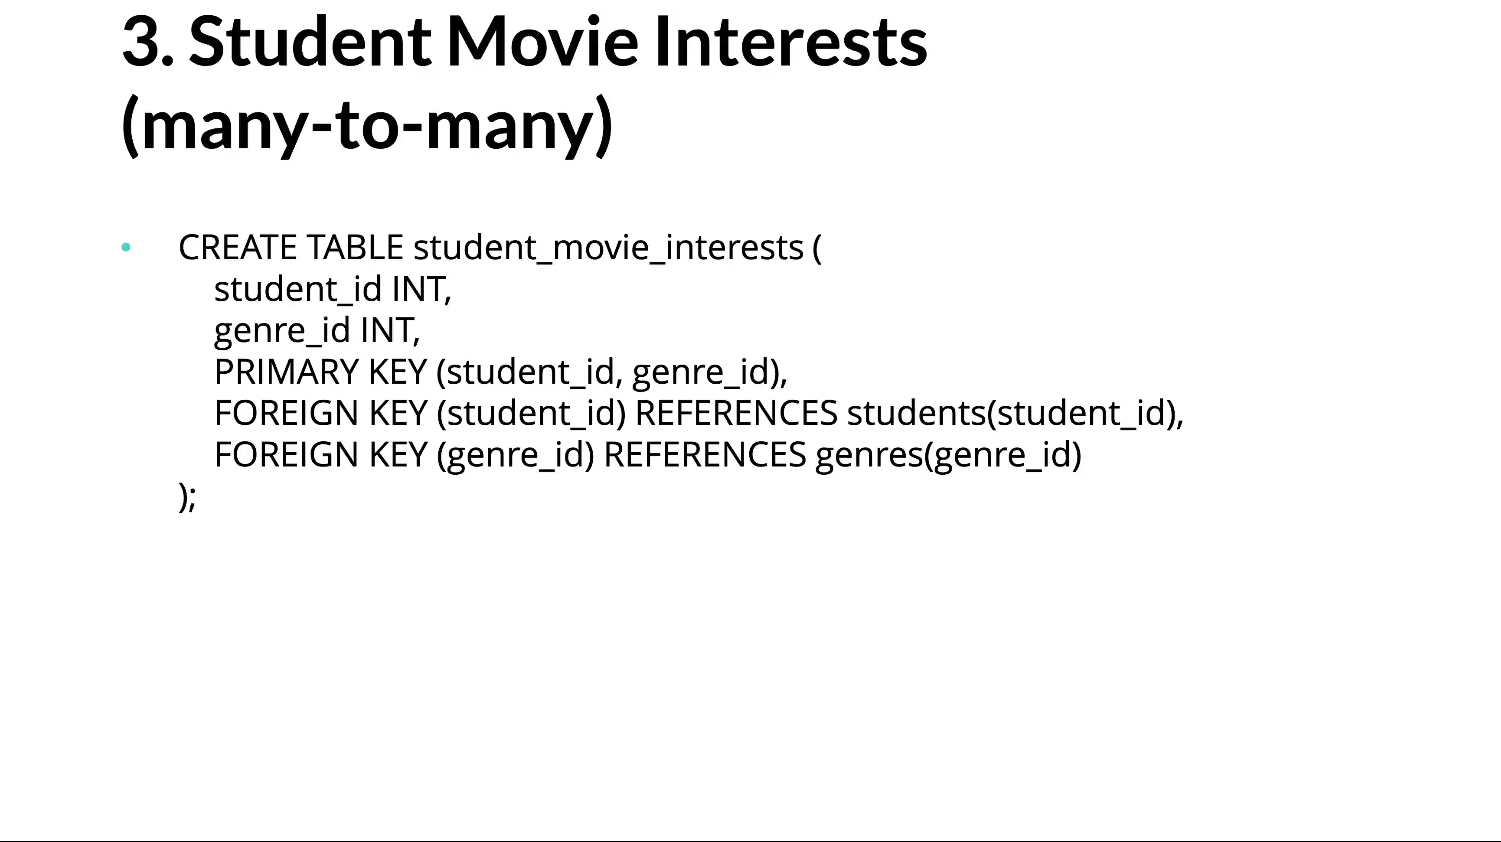 3. Student Movie Interests
(many-to-many)
• CREATE TABLE student_movie_interests (
student_id INT,
genre_id INT,
PRIMARY KEY (student_id, genre_id),
FOREIGN KEY (student_id) REFERENCES students(student_id),
FOREIGN KEY (genre_id) REFERENCES genres(genre_id)
);